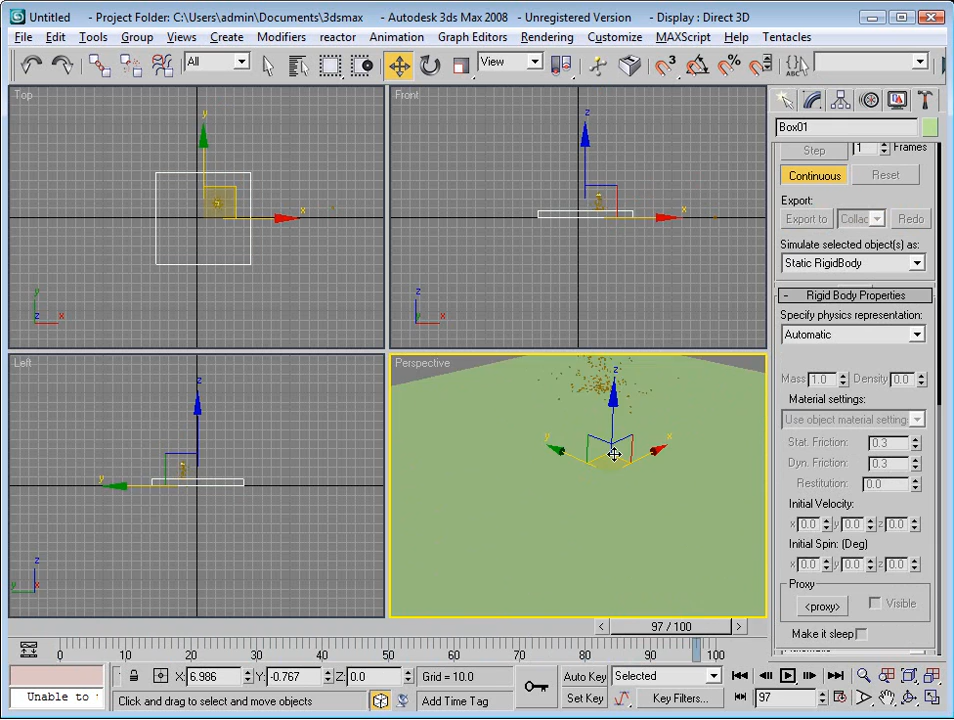 Untitled - Project Folder: C:\Users\admin\Documents\3dsmax - Autodesk 3ds Max 2008 - Unregistered Version - Display : Direct 3D
File Edit Tools Group Views Create Modifiers reactor Animation Graph Editors Rendering Customize MAXScript Help Tentacles
All View 3 % ABC
Top Front
Left Perspective
y x z x
y x z x
z y z y x
z y x
Box01
Step 1 Frames
Continuous Reset
Export:
Export to Collac Redo
Simulate selected object(s) as:
Static RigidBody
- Rigid Body Properties
Specify physics representation:
Automatic
Mass 1.0 Density 0.0
Material settings:
Use object material setting
Stat. Friction: 0.3
Dyn. Friction: 0.3
Restitution: 0.0
Initial Velocity:
x 0.0 y 0.0 z 0.0
Initial Spin: (Deg)
x 0.0 y 0.0 z 0.0
Proxy
<proxy> Visible
Make it sleep
< 97 / 100 >
0 10 20 30 40 50 60 70 80 90 100
X: 6.986 Y: -0.767 Z: 0.0 Grid = 10.0 Auto Key Selected
Unable to Click and drag to select and move objects Add Time Tag Set Key Key Filters... 97